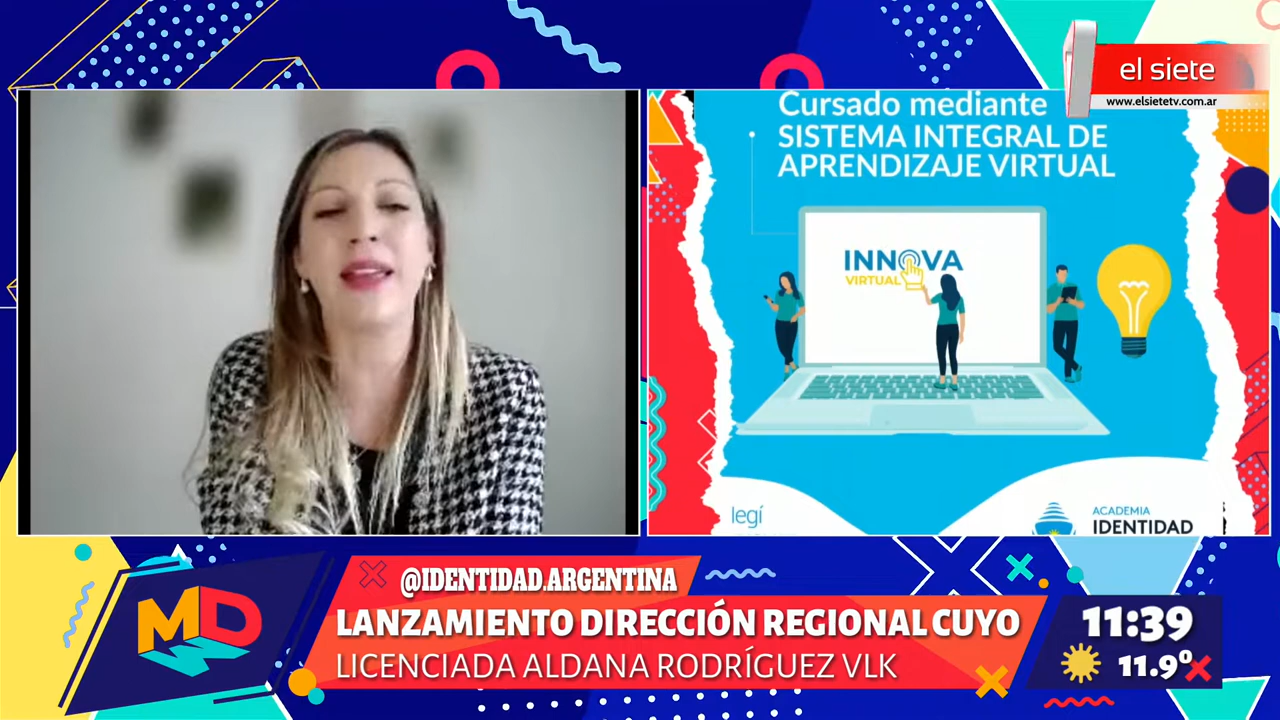 el siete
www.elsietetv.com.ar
Cursado mediante
SISTEMA INTEGRAL DE
APRENDIZAJE VIRTUAL
INNOVA
VIRTUAL
legí
ACADEMIA
IDENTIDAD
@IDENTIDAD.ARGENTINA
LANZAMIENTO DIRECCIÓN REGIONAL CUYO
LICENCIADA ALDANA RODRÍGUEZ VLK
MD
11:39
11.9º